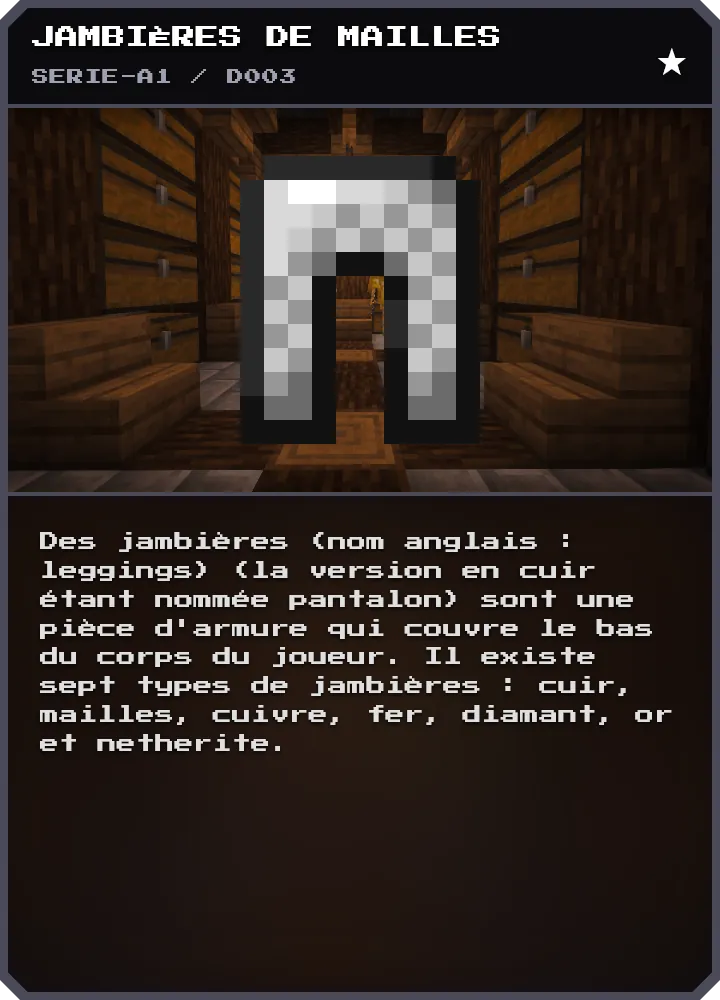 JAMBIèRES DE MAILLES
SERIE-A1 / D003
Des jambières (nom anglais :
leggings) (la version en cuir
étant nommée pantalon) sont une
pièce d'armure qui couvre le bas
du corps du joueur. Il existe
sept types de jambières : cuir,
mailles, cuivre, fer, diamant, or
et netherite.